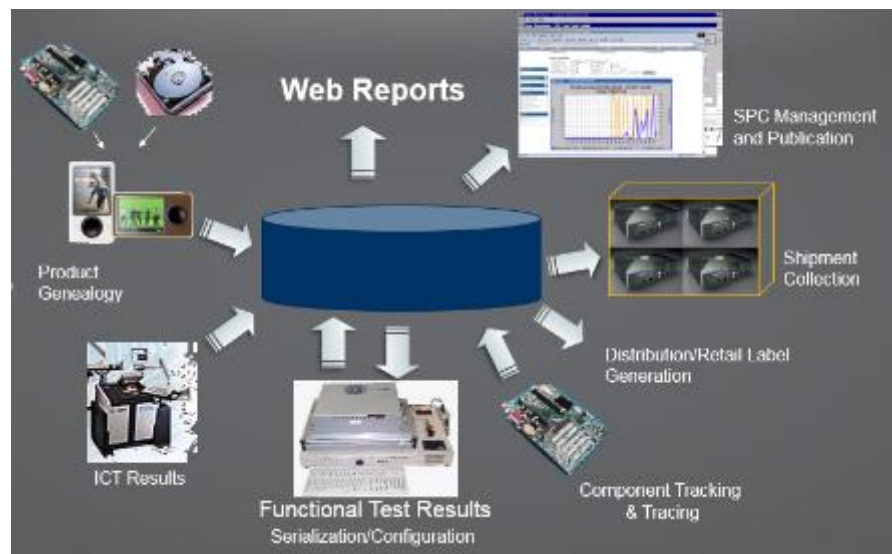 Web Reports
SPC Management
and Publication
Product
Genealogy
Shipment
Collection
Distribution/Retail Label
Generation
ICT Results
Functional Test Results
Serialization/Configuration
Component Tracking
& Tracing